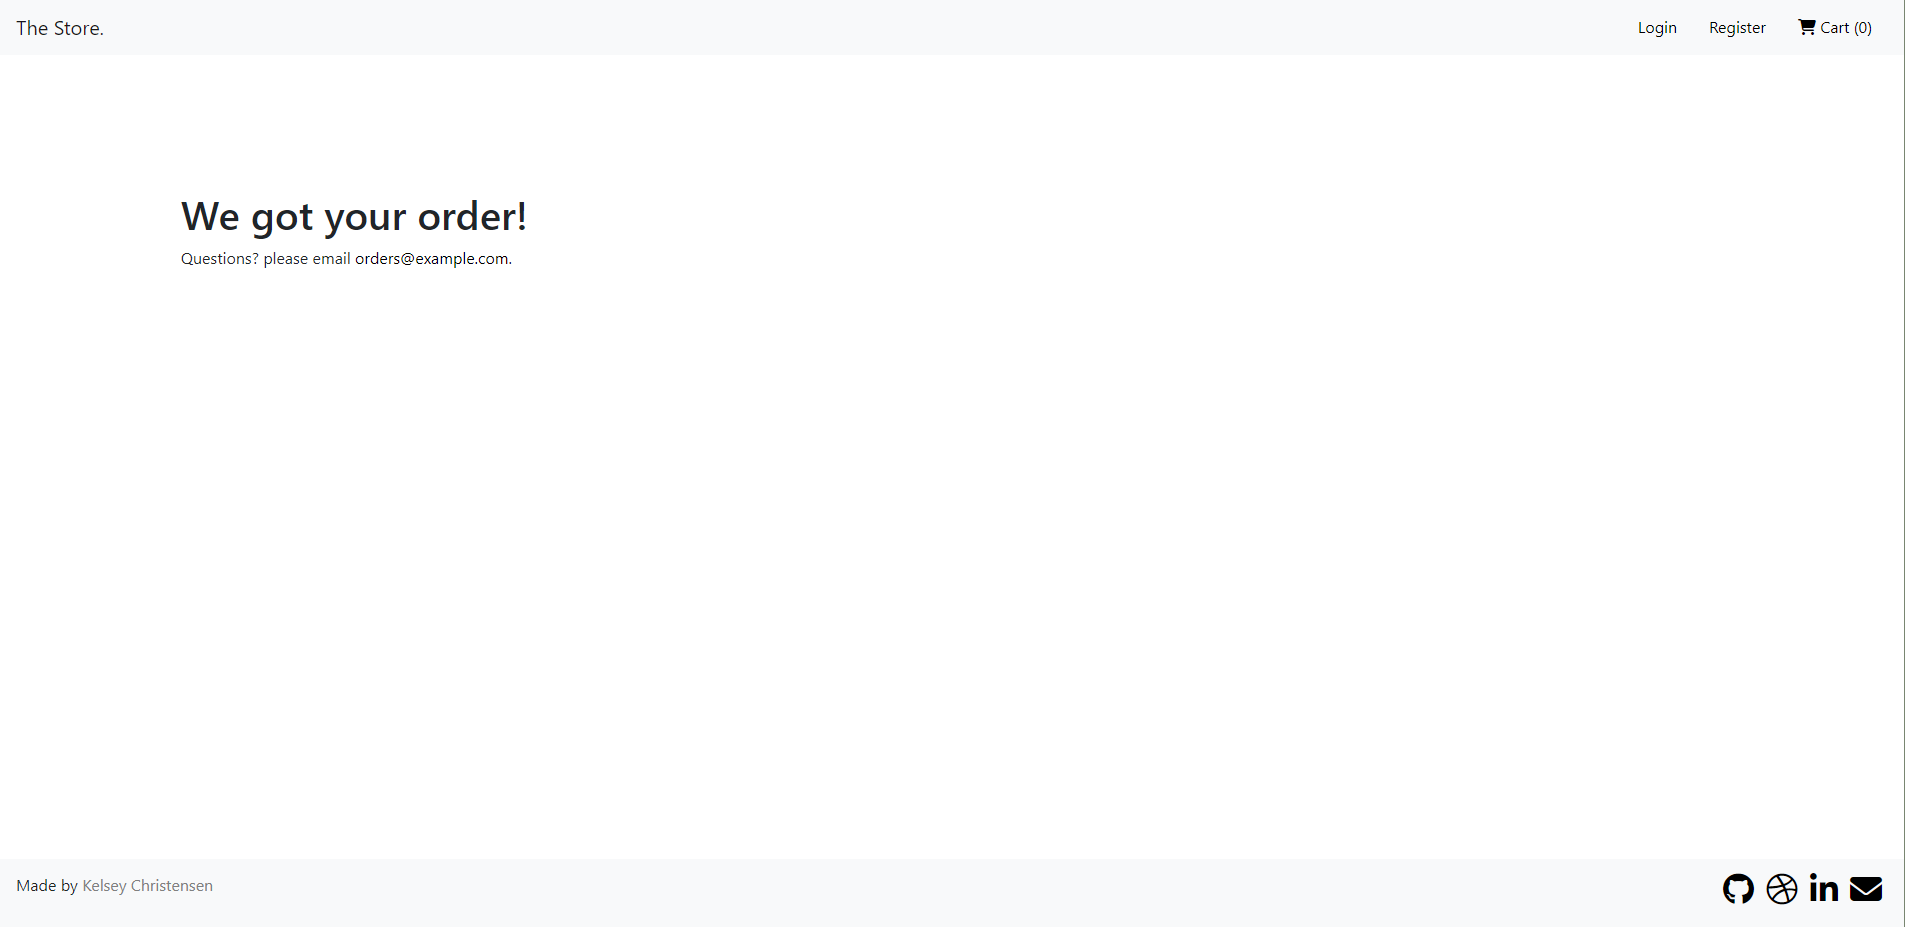 The Store.
Login Register Cart (0)
We got your order!
Questions? please email orders@example.com.
Made by Kelsey Christensen